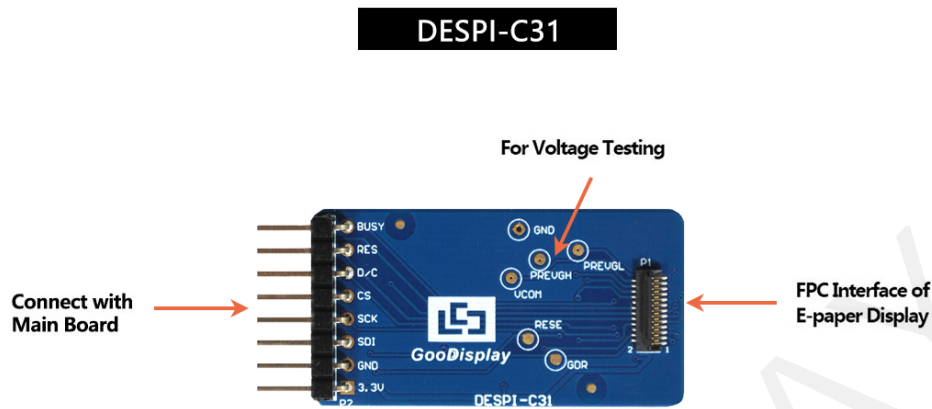 DESPI-C31
For Voltage Testing
BUSY
RES
D/C
CS
SCK
SDI
GND
3.3V
P2
GND
PREVGH
PREVGL
VCOM
P1
RESE
GDR
2
1
GooDisplay
DESPI-C31
Connect with
Main Board
FPC Interface of
E-paper Display